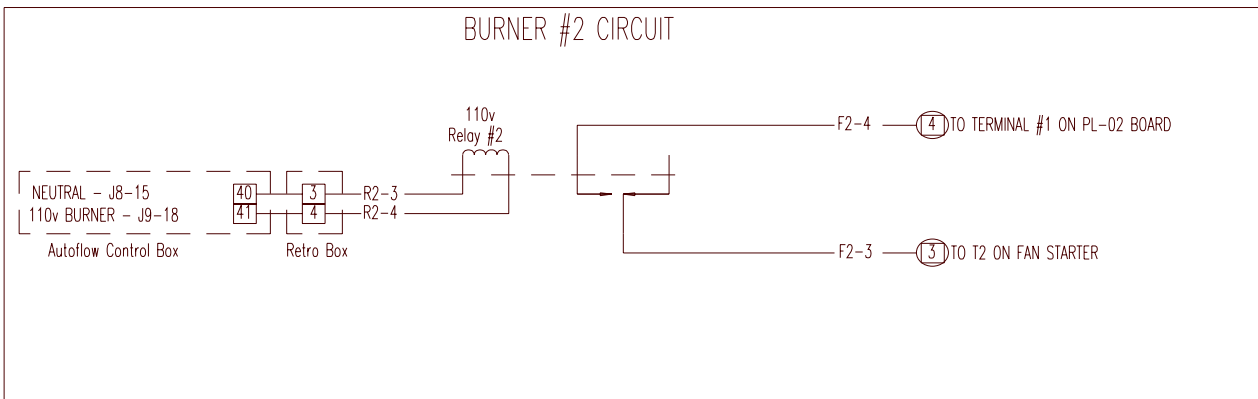 BURNER #2 CIRCUIT
110v
Relay #2
F2-4
4
TO TERMINAL #1 ON PL-02 BOARD
NEUTRAL - J8-15
40
3
R2-3
110v BURNER - J9-18
41
4
R2-4
Autoflow Control Box
Retro Box
F2-3
3
TO T2 ON FAN STARTER